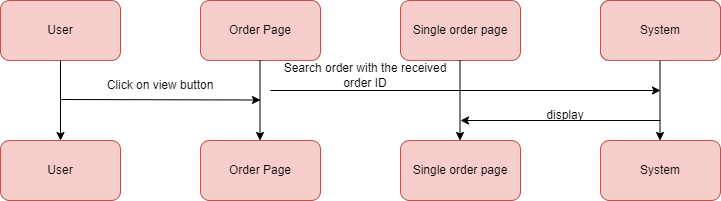 User
Order Page
Single order page
System
Search order with the received
order ID
Click on view button
display
User
Order Page
Single order page
System